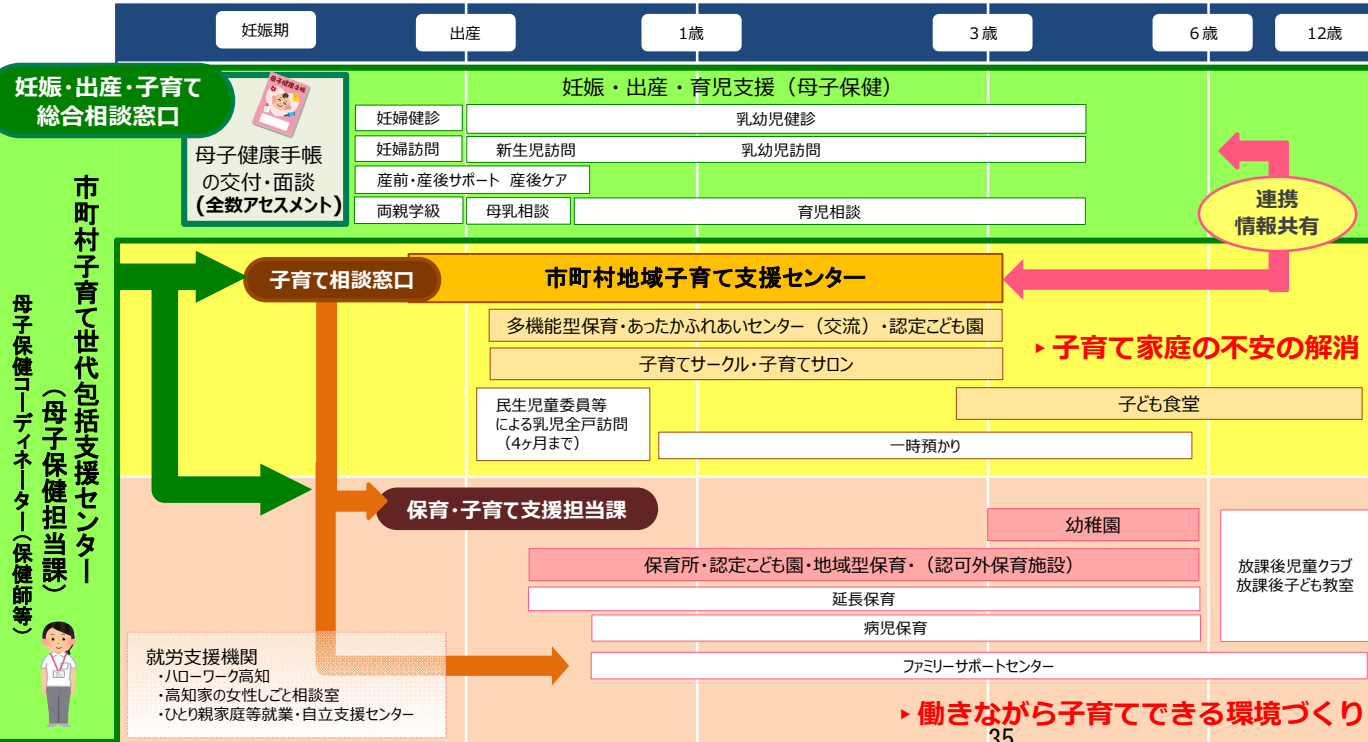 妊娠期
出産
1歳
3歳
6歳
12歳
妊娠・出産・子育て
総合相談窓口
母子健康手帳
母子健康手帳
の交付・面談
(全数アセスメント)
妊娠・出産・育児支援（母子保健）
妊婦健診
乳幼児健診
妊婦訪問
新生児訪問
乳幼児訪問
産前・産後サポート 産後ケア
両親学級
母乳相談
育児相談
連携
情報共有
市町村子育て世代包括支援センター
（母子保健担当課）
母子保健コーディネーター（保健師等）
子育て相談窓口
市町村地域子育て支援センター
多機能型保育・あったかふれあいセンター（交流）・認定こども園
子育てサークル・子育てサロン
▸子育て家庭の不安の解消
民生児童委員等
による乳児全戸訪問
（4ヶ月まで）
子ども食堂
一時預かり
保育・子育て支援担当課
幼稚園
保育所・認定こども園・地域型保育・（認可外保育施設）
延長保育
病児保育
放課後児童クラブ
放課後子ども教室
ファミリーサポートセンター
就労支援機関
・ハローワーク高知
・高知家の女性しごと相談室
・ひとり親家庭等就業・自立支援センター
▸働きながら子育てできる環境づくり
35